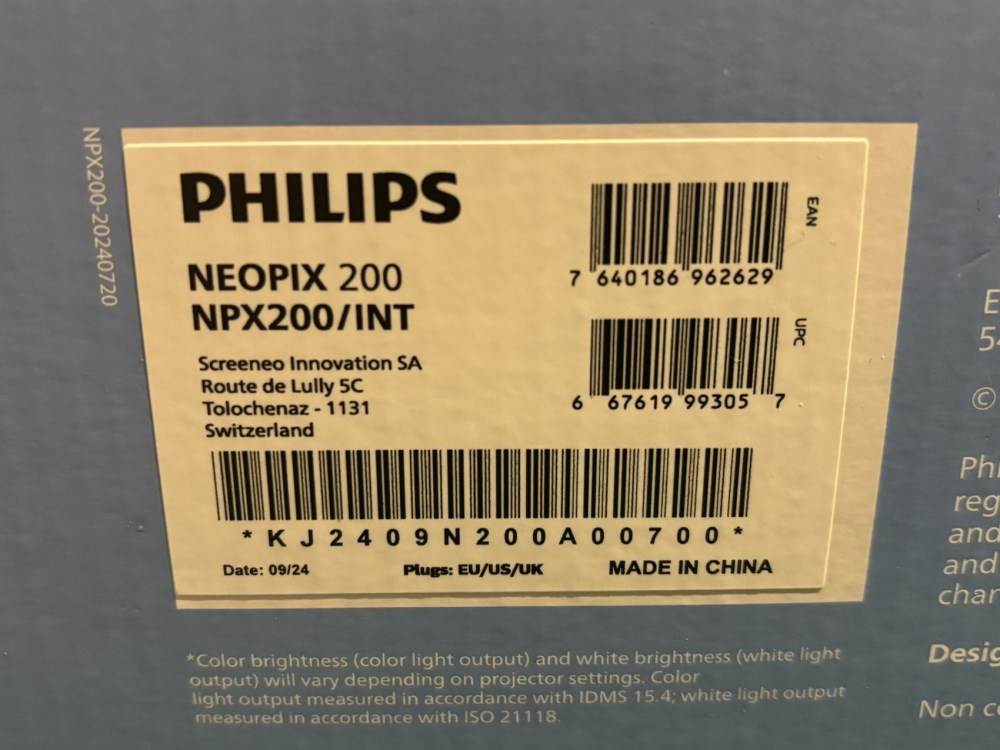 NPX200-20240720
PHILIPS
NEOPIX 200
NPX200/INT
Screeneo Innovation SA
Route de Lully 5C
Tolochenaz - 1131
Switzerland
EAN
7 640186 962629
UPC
6 67619 99305 7
*KJ2409N200A00700*
Date: 09/24
Plugs: EU/US/UK
MADE IN CHINA
*Color brightness (color light output) and white brightness (white light
output) will vary depending on projector settings. Color
light output measured in accordance with IDMS 15.4; white light output
measured in accordance with ISO 21118.
©
and
and
Non